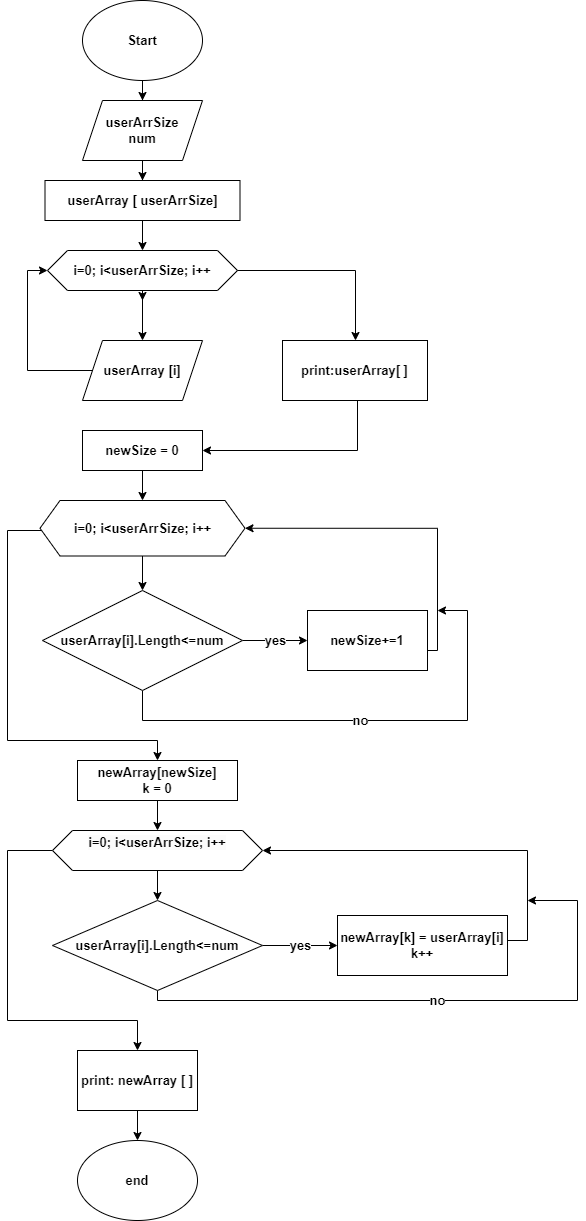 Start
userArrSize
num
userArray [ userArrSize]
i=0; i<userArrSize; i++
userArray [i]
print:userArray[ ]
newSize = 0
i=0; i<userArrSize; i++
userArray[i].Length<=num
yes
newSize+=1
no
newArray[newSize]
k = 0
i=0; i<userArrSize; i++
userArray[i].Length<=num
yes
newArray[k] = userArray[i]
k++
no
print: newArray [ ]
end